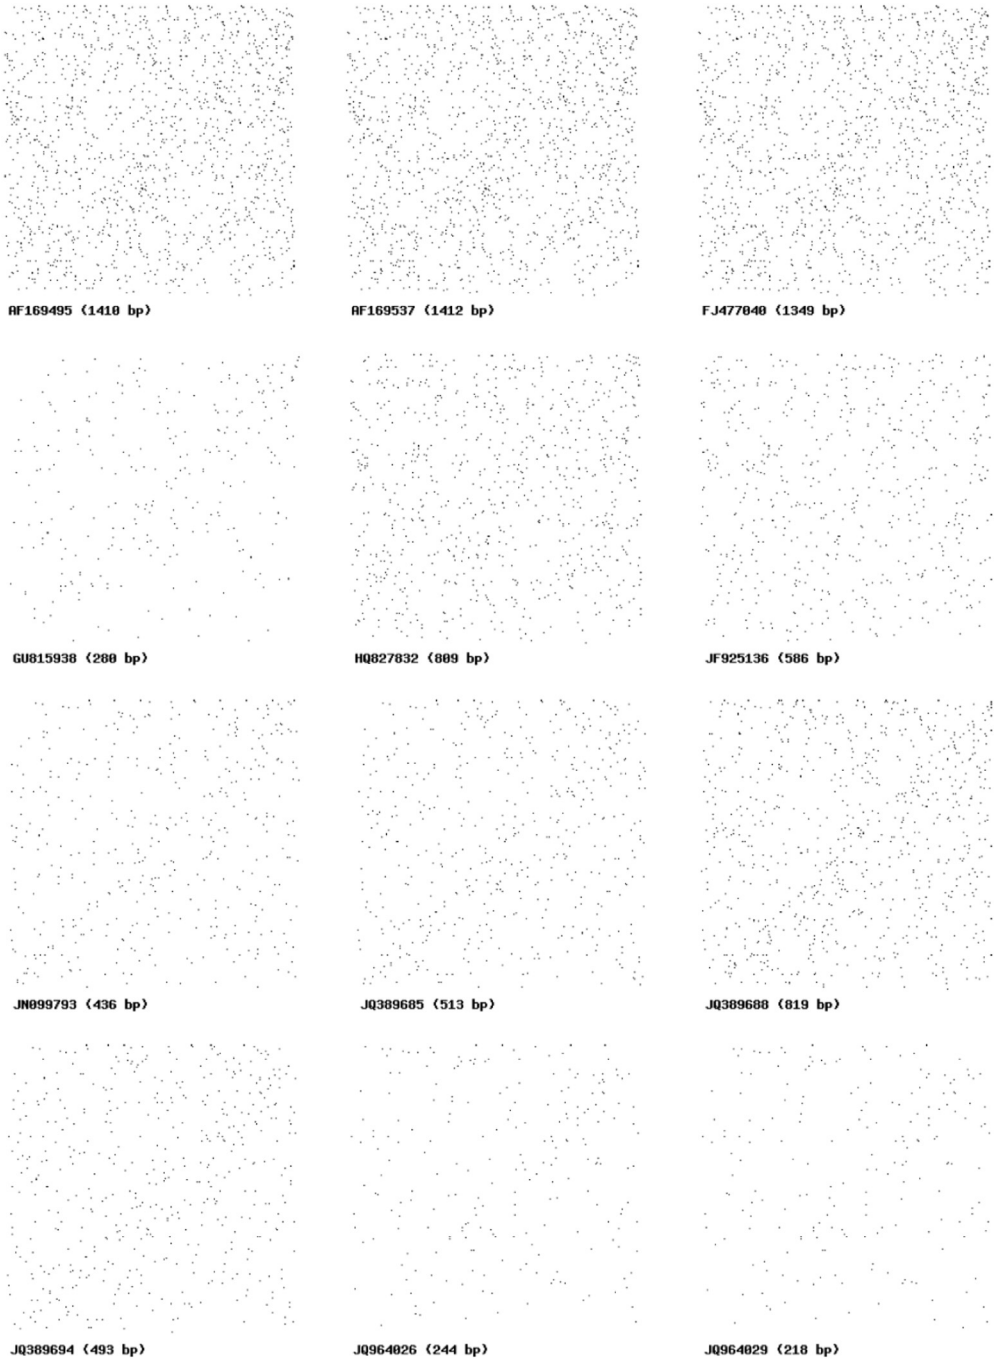 AF169495 (1410 bp)
AF169537 (1412 bp)
FJ477040 (1349 bp)
GU815938 (280 bp)
HQ827832 (809 bp)
JF925136 (586 bp)
JN099793 (436 bp)
JQ389685 (513 bp)
JQ389688 (819 bp)
JQ389694 (493 bp)
JQ964026 (244 bp)
JQ964029 (218 bp)